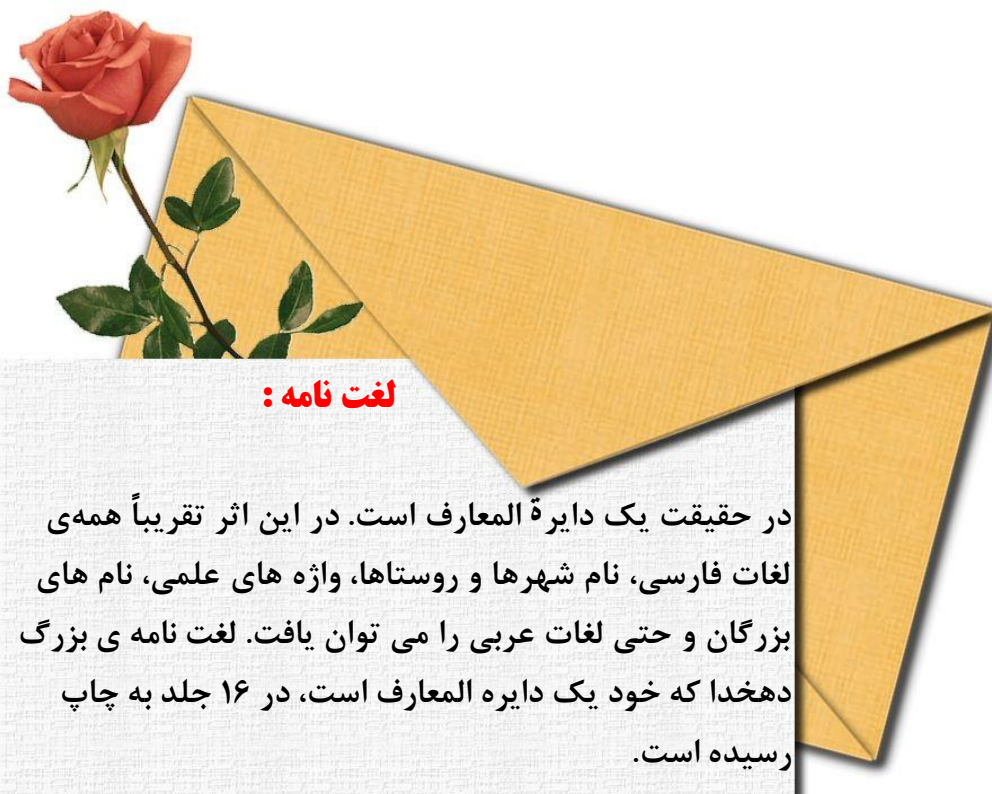 لغت نامه :
در حقیقت یک دایرة المعارف است. در این اثر تقریباً همه‌ی
لغات فارسی، نام شهرها و روستاها، واژه های علمی، نام های
بزرگان و حتی لغات عربی را می توان یافت. لغت نامه ی بزرگ
دهخدا که خود یک دایره المعارف است، در ۱۶ جلد به چاپ
رسیده است.